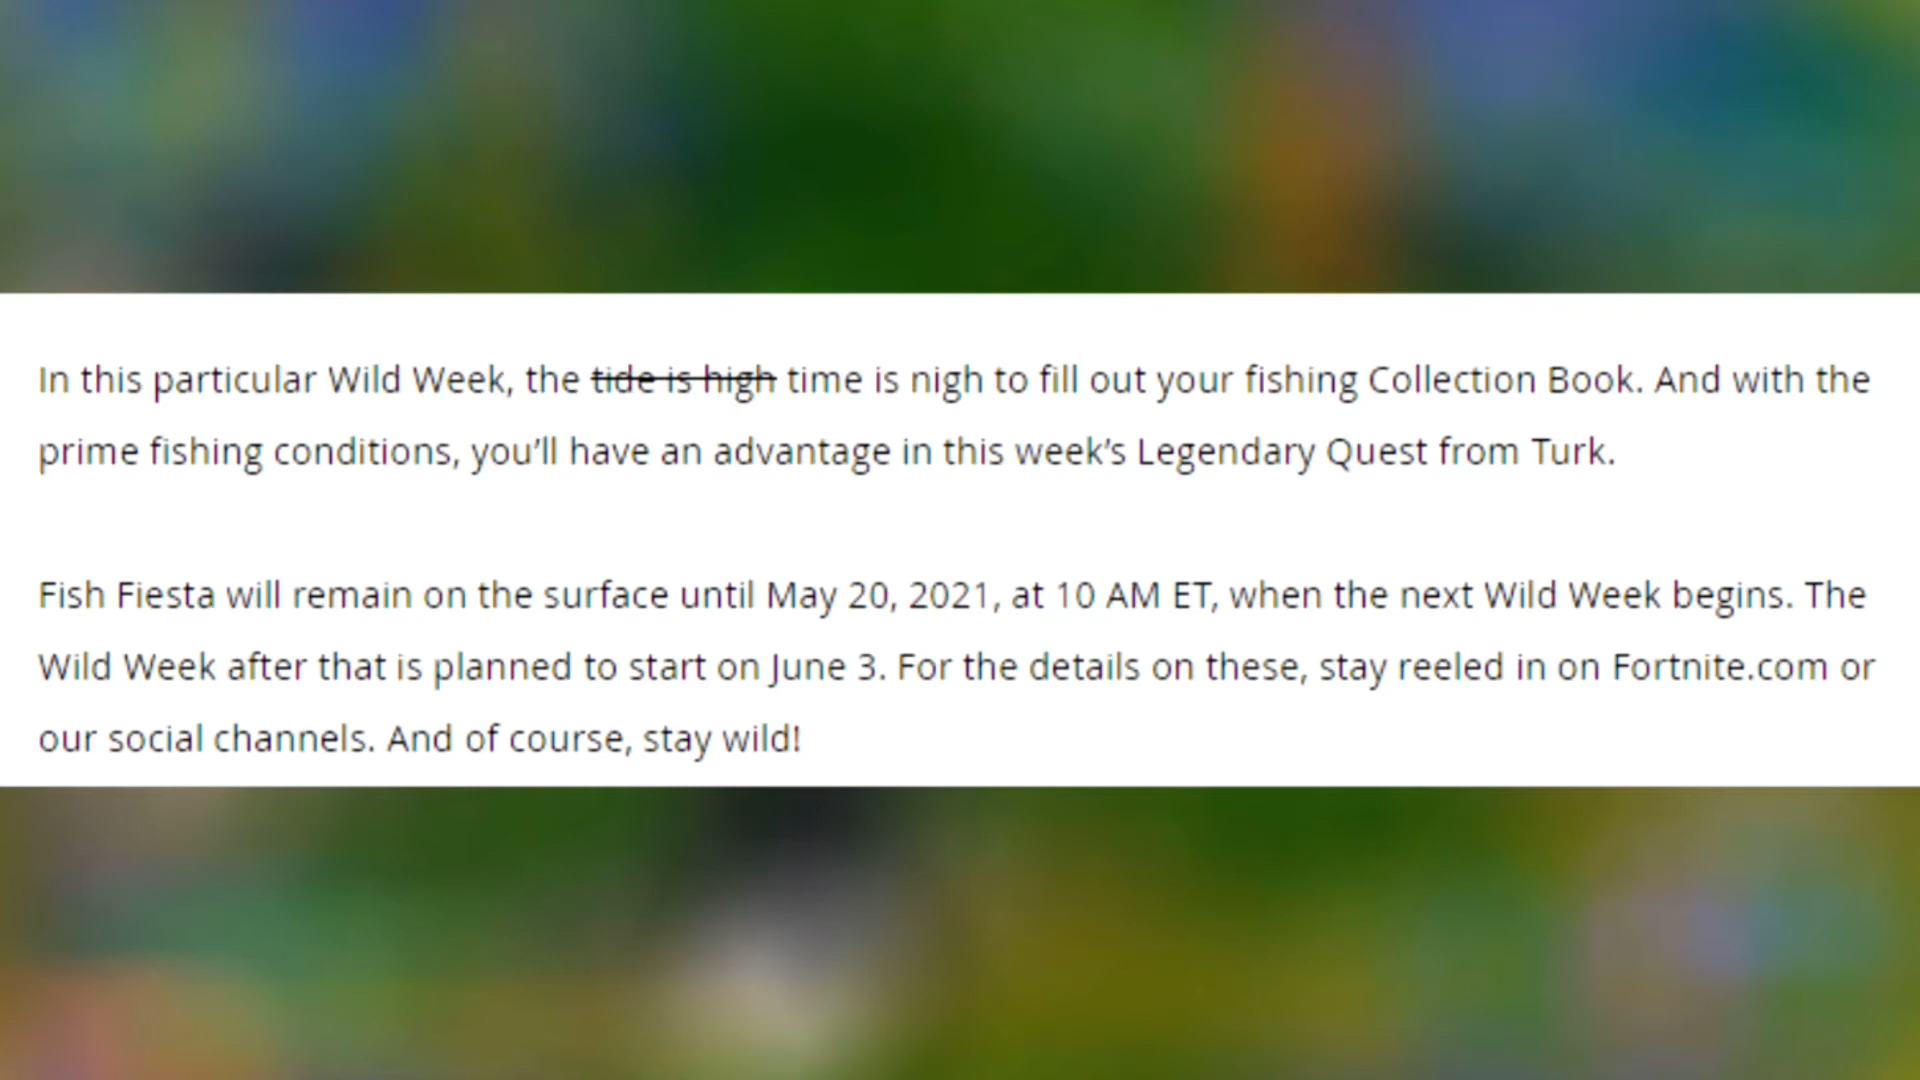 In this particular Wild Week, the tide is high time is nigh to fill out your fishing Collection Book. And with the
prime fishing conditions, you’ll have an advantage in this week’s Legendary Quest from Turk.
Fish Fiesta will remain on the surface until May 20, 2021, at 10 AM ET, when the next Wild Week begins. The
Wild Week after that is planned to start on June 3. For the details on these, stay reeled in on Fortnite.com or
our social channels. And of course, stay wild!